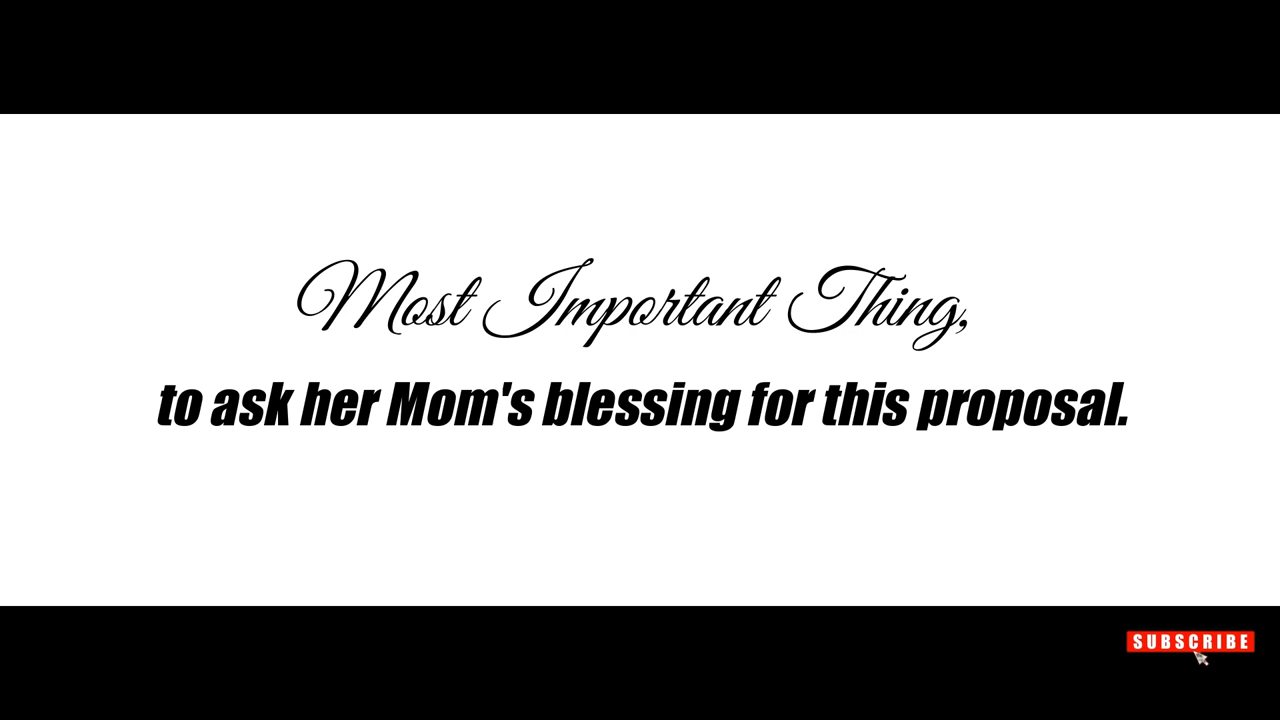 Most Important Thing,
to ask her Mom's blessing for this proposal.
SUBSCRIBE